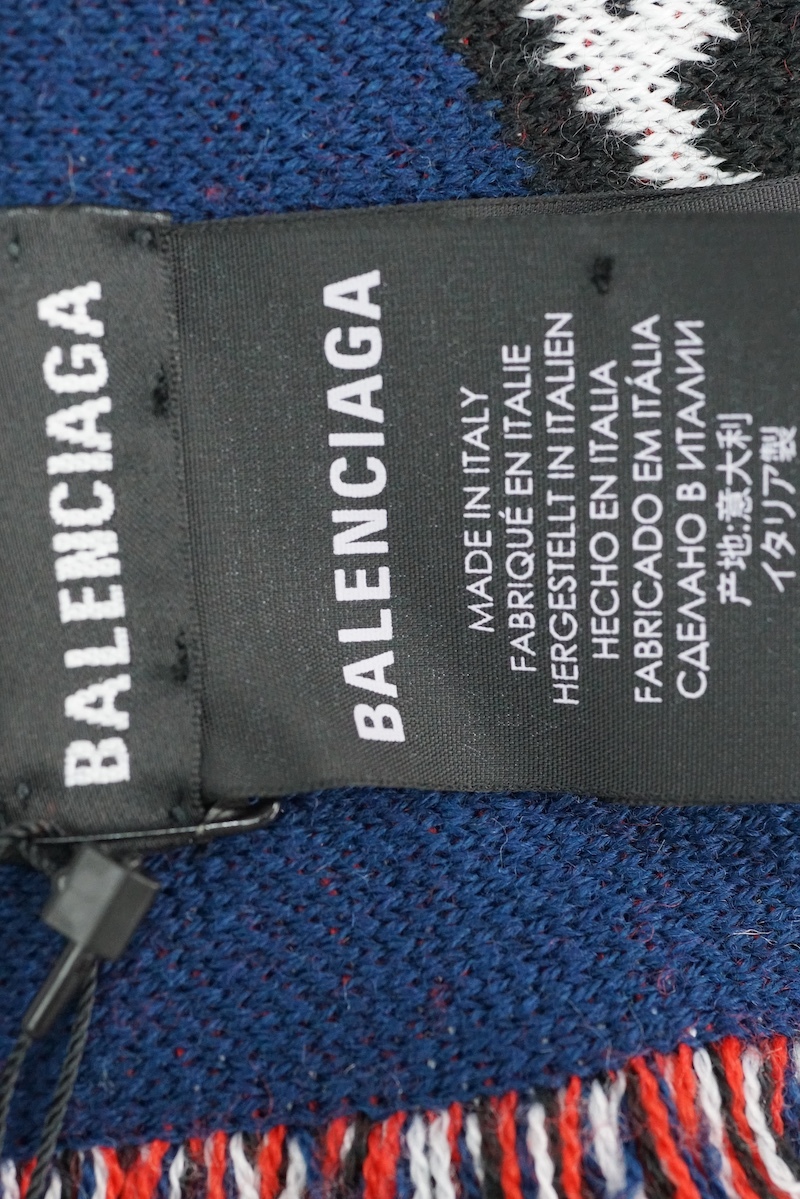 BALENCIAGA
BALENCIAGA
MADE IN ITALY
FABRIQUÉ EN ITALIE
HERGESTELLT IN ITALIEN
HECHO EN ITALIA
FABRICADO EM ITÁLIA
СДЕЛАНО В ИТАЛИИ
产地:意大利
イタリア製